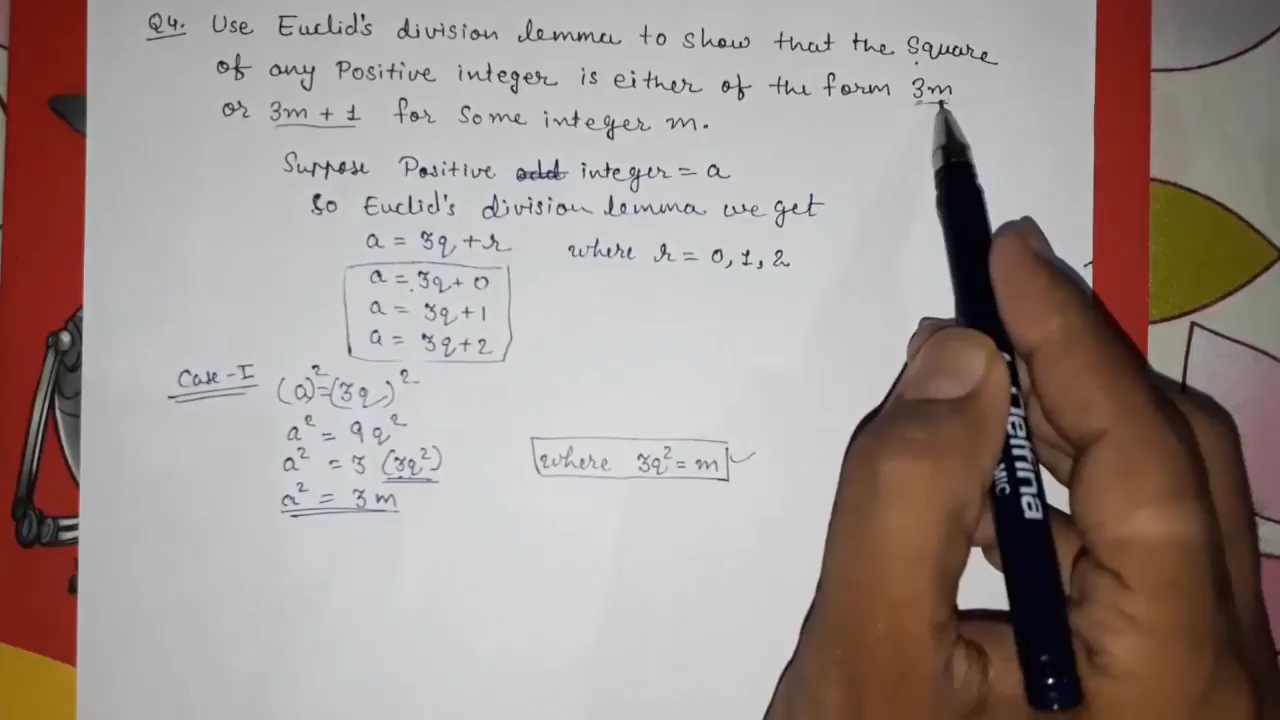 Q4. Use Euclid's division lemma to show that the square
of any Positive integer is either of the form 3m
or 3m + 1 for some integer m.
Suppose Positive odd integer = a
So Euclid's division lemma we get
a = 3q + r where r = 0, 1, 2
a = 3q + 0
a = 3q + 1
a = 3q + 2
Case - I (a)² = (3q)²
a² = 9q²
a² = 3 (3q²) where 3q² = m ✓
a² = 3m